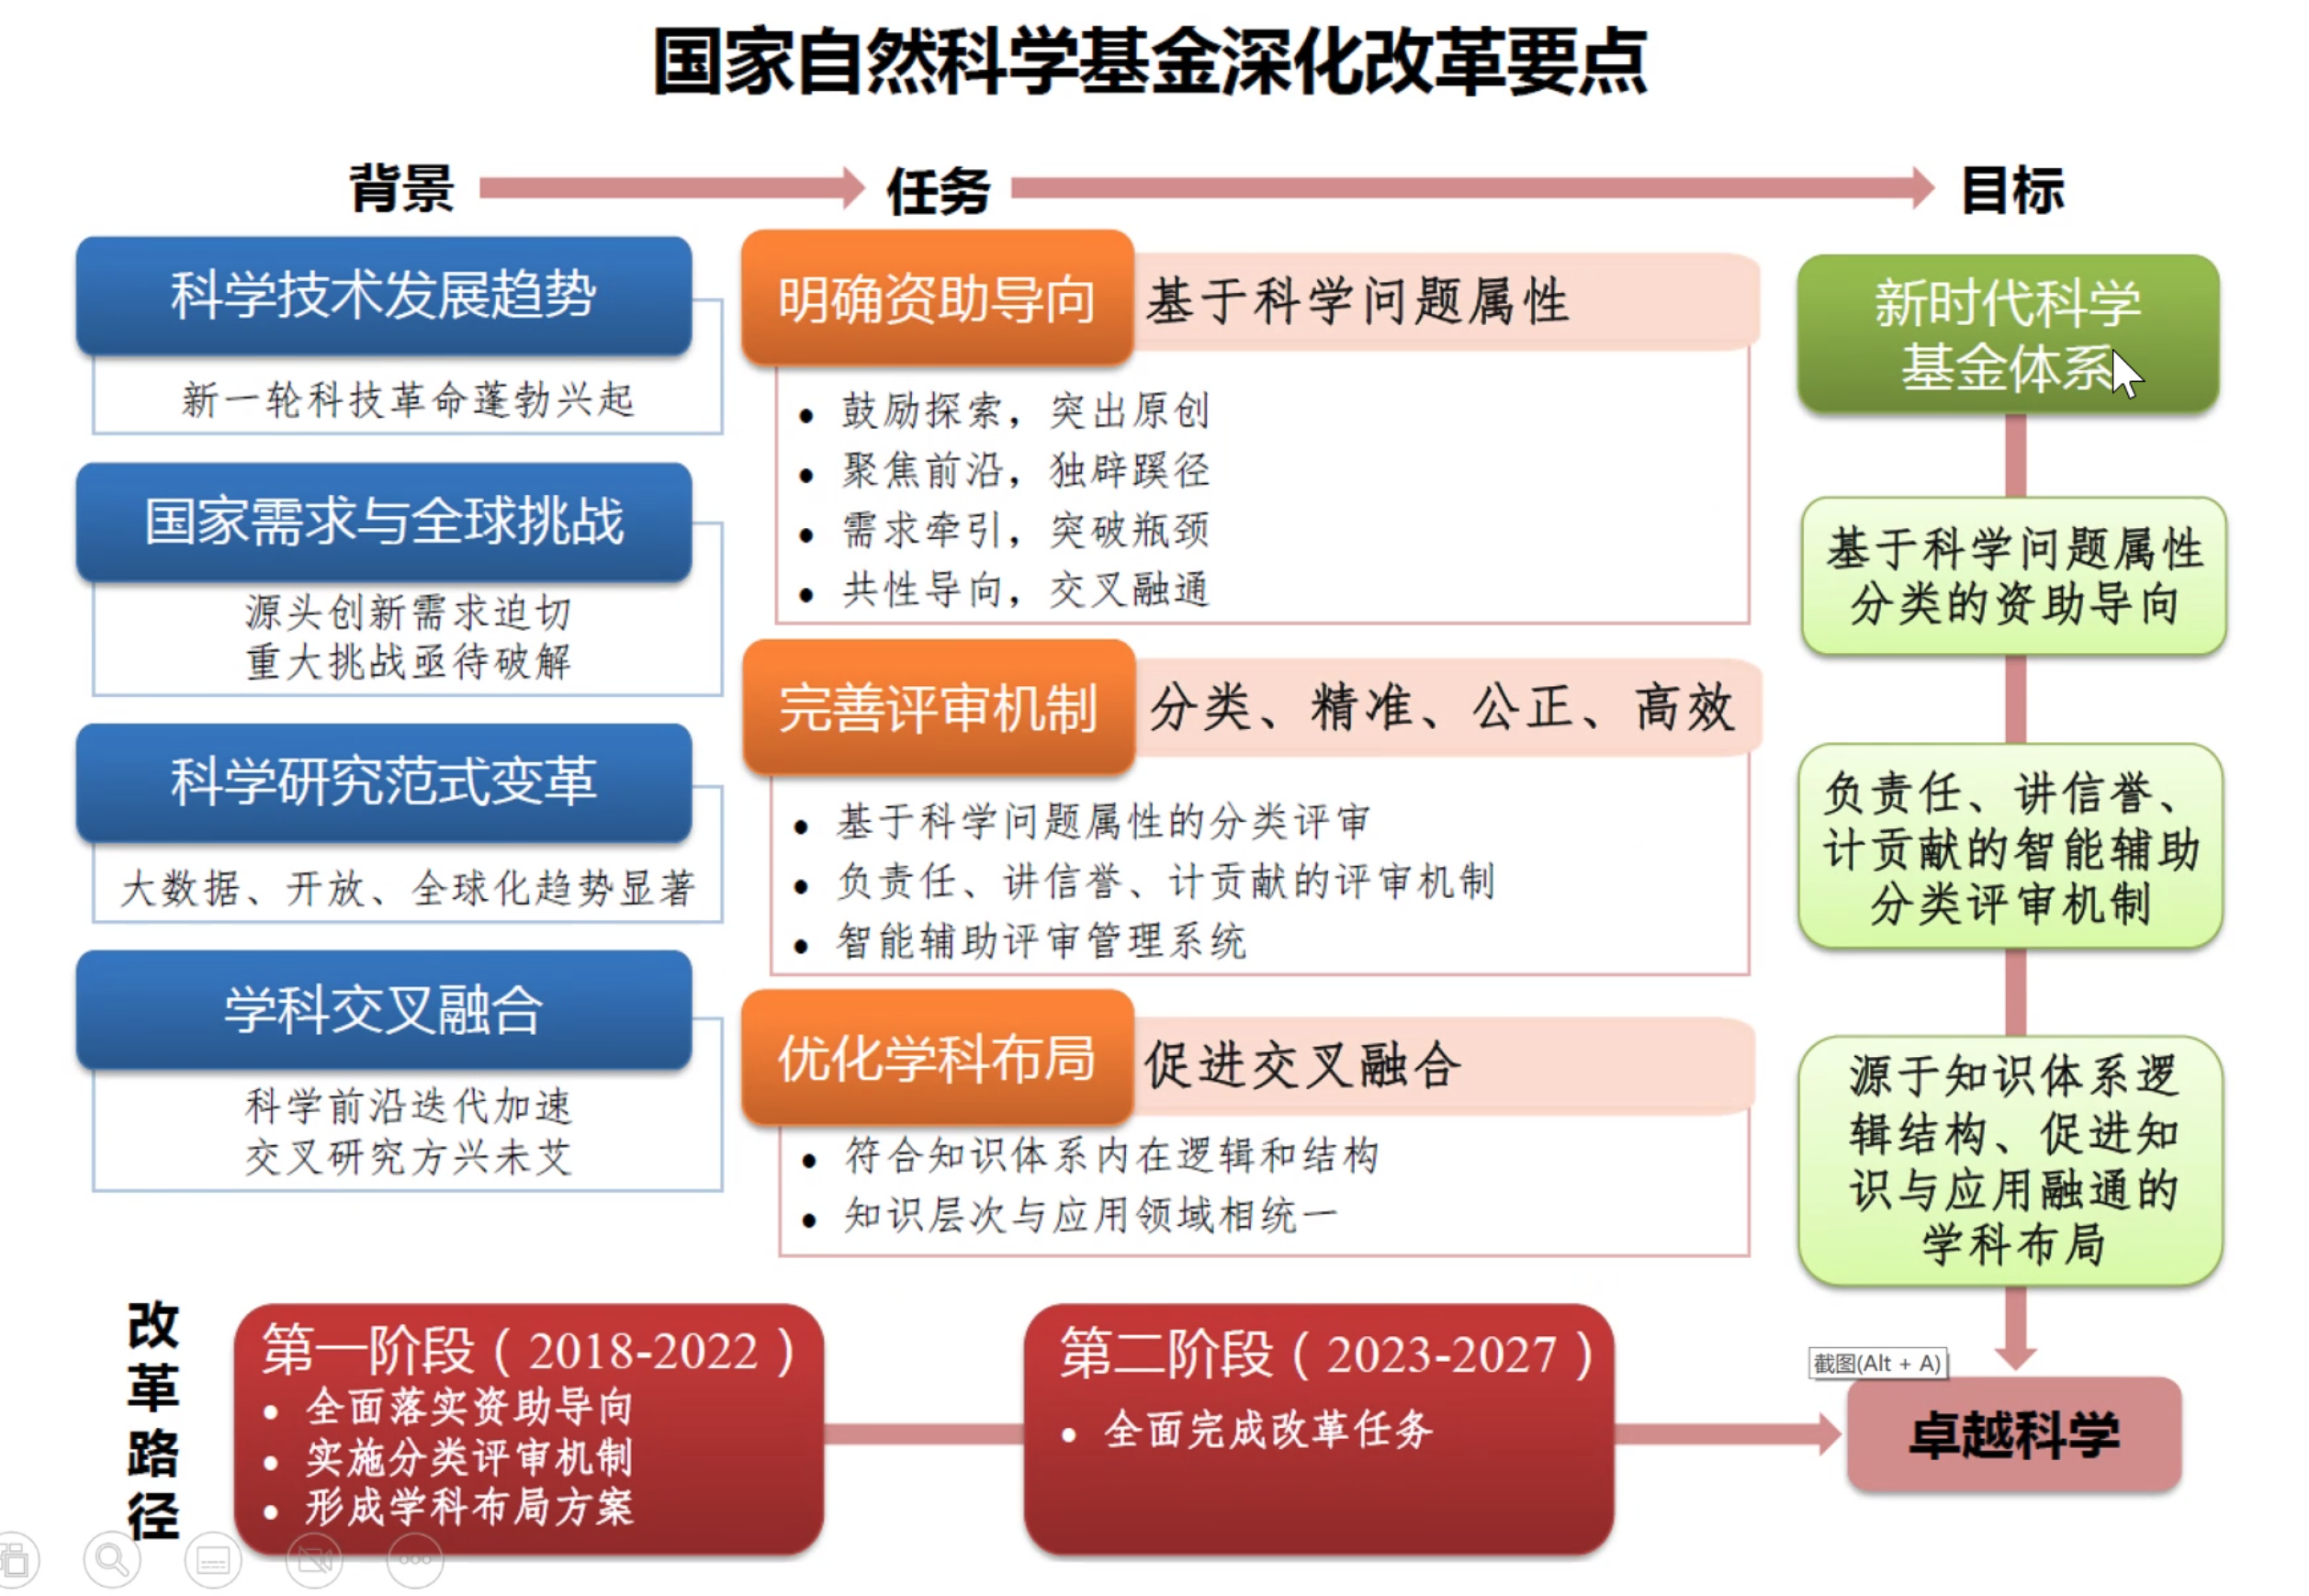 国家自然科学基金深化改革要点
背景
任务
目标
科学技术发展趋势
新一轮科技革命蓬勃兴起
国家需求与全球挑战
源头创新需求迫切
重大挑战亟待破解
科学研究范式变革
大数据、开放、全球化趋势显著
学科交叉融合
科学前沿迭代加速
交叉研究方兴未艾
明确资助导向
基于科学问题属性
• 鼓励探索，突出原创
• 聚焦前沿，独辟蹊径
• 需求牵引，突破瓶颈
• 共性导向，交叉融通
完善评审机制
分类、精准、公正、高效
• 基于科学问题属性的分类评审
• 负责任、讲信誉、计贡献的评审机制
• 智能辅助评审管理系统
优化学科布局
促进交叉融合
• 符合知识体系内在逻辑和结构
• 知识层次与应用领域相统一
新时代科学
基金体系
基于科学问题属性
分类的资助导向
负责任、讲信誉、
计贡献的智能辅助
分类评审机制
源于知识体系逻
辑结构、促进知
识与应用融通的
学科布局
改革路径
第一阶段（2018-2022）
• 全面落实资助导向
• 实施分类评审机制
• 形成学科布局方案
第二阶段（2023-2027）
• 全面完成改革任务
截图(Alt + A)
卓越科学